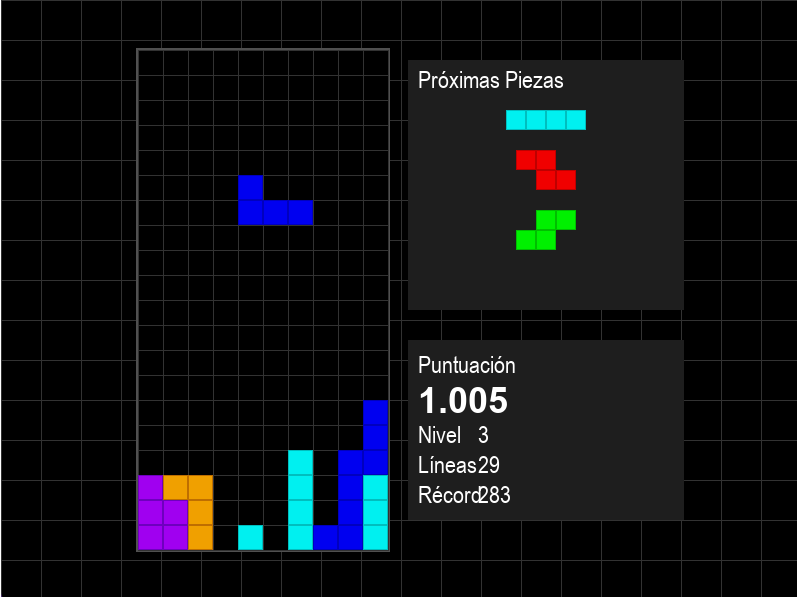 Próximas Piezas
Puntuación
1.005
Nivel 3
Líneas29
Récord283